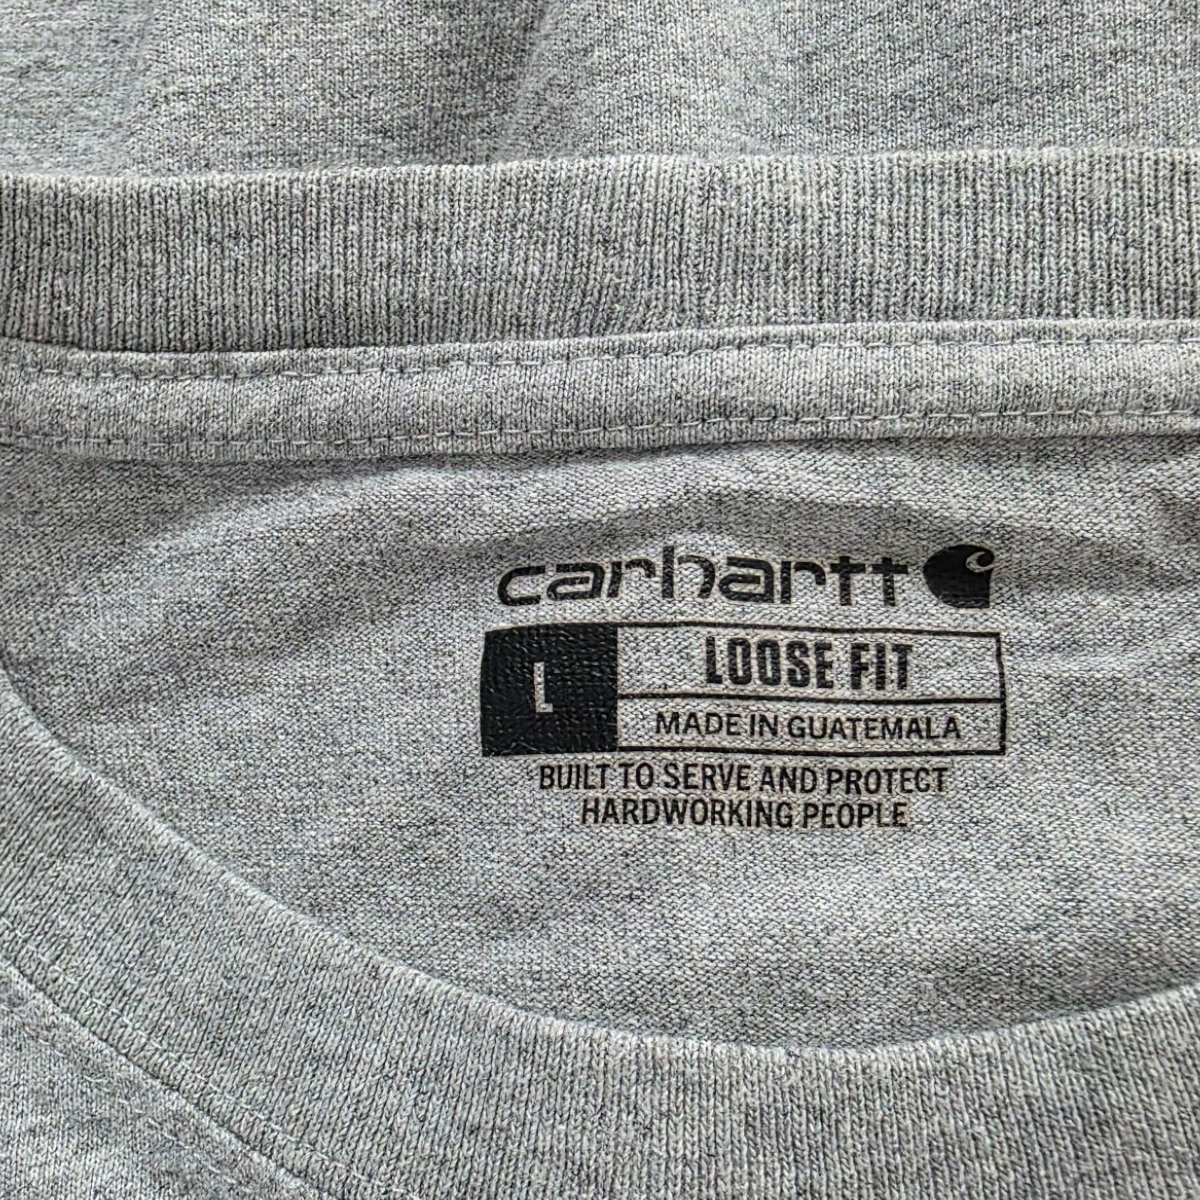 carhartt
L
LOOSE FIT
MADE IN GUATEMALA
BUILT TO SERVE AND PROTECT
HARDWORKING PEOPLE